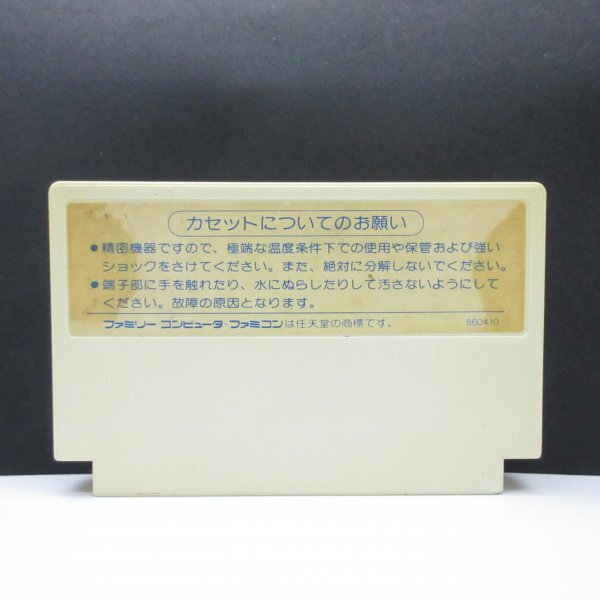 カセットについてのお願い
●精密機器ですので、極端な温度条件下での使用や保管および強い
ショックをさけてください。また、絶対に分解しないでください。
●端子部に手を触れたり、水にぬらしたりして汚さないようにして
ください。故障の原因となります。
ファミリー コンピュータ・ファミコンは任天堂の商標です。 860410